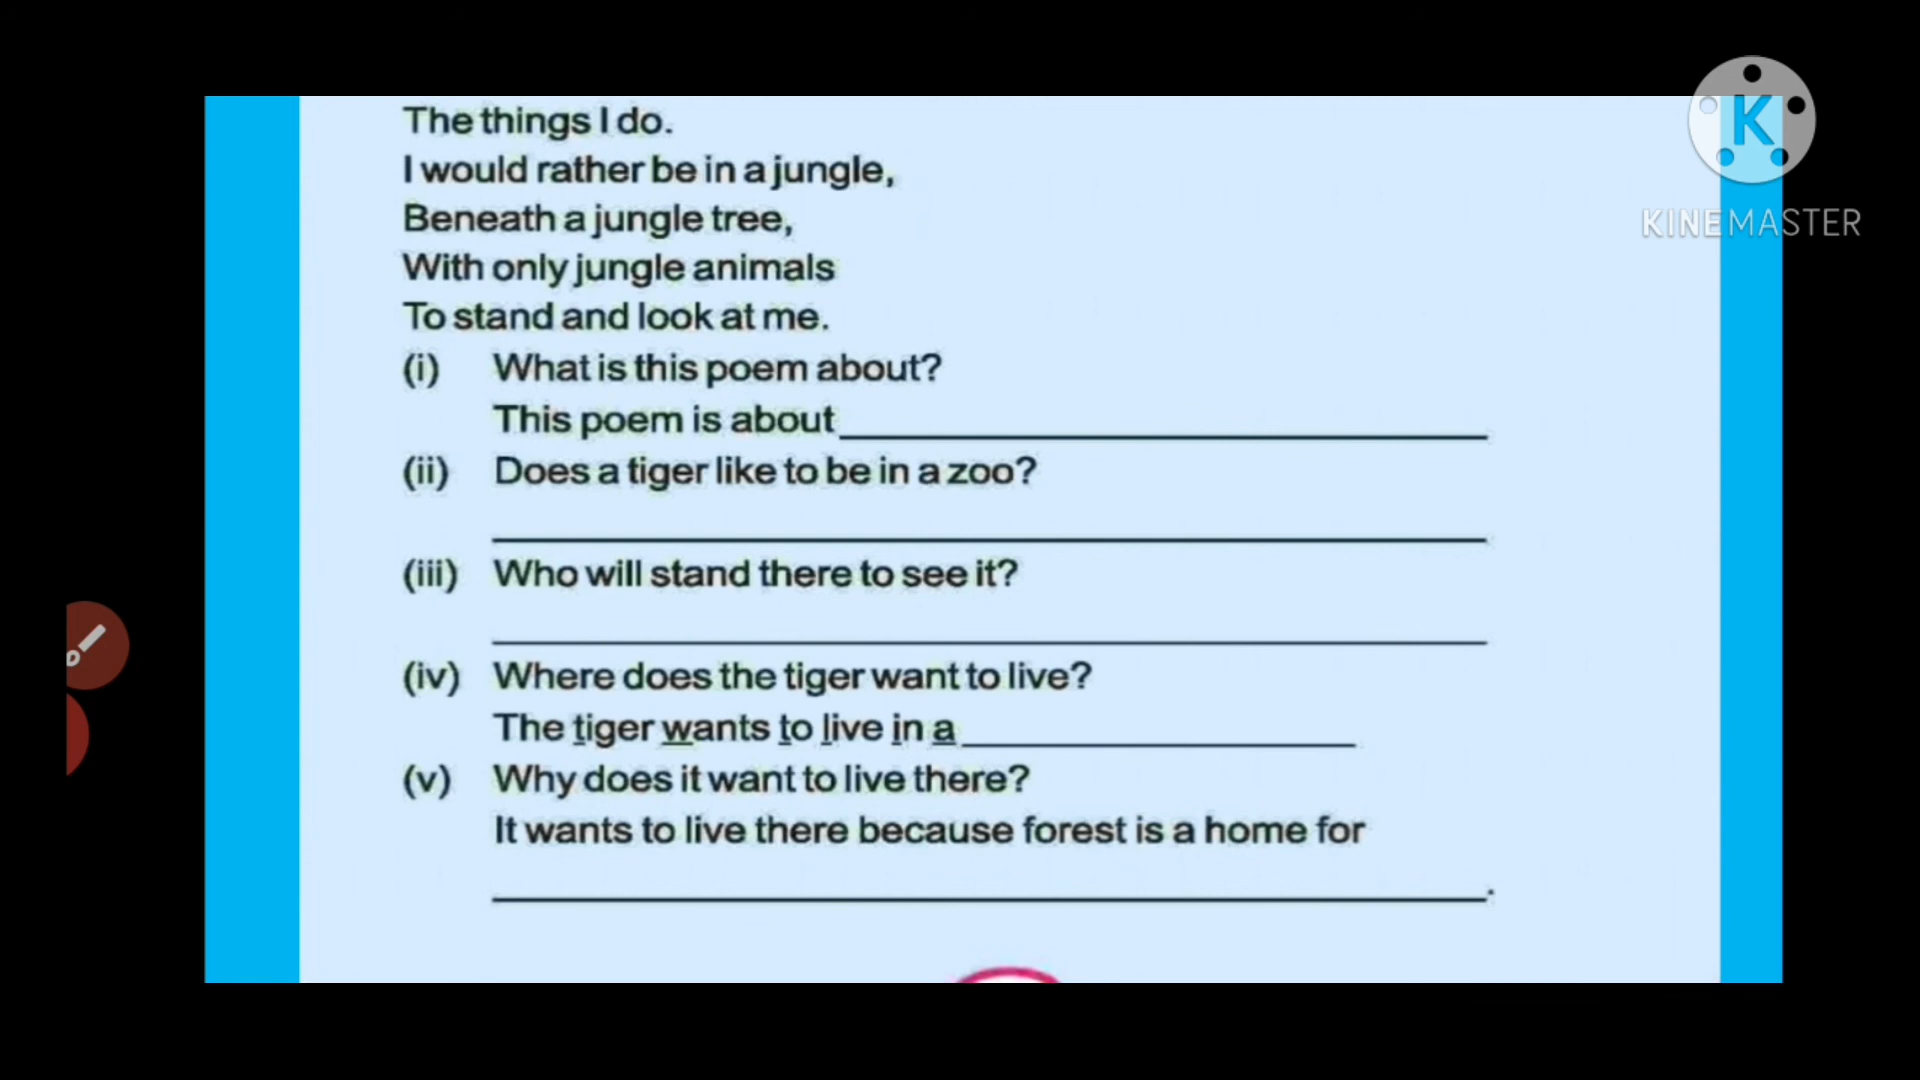 The things I do.
I would rather be in a jungle,
Beneath a jungle tree,
With only jungle animals
To stand and look at me.
(i) What is this poem about?
This poem is about
(ii) Does a tiger like to be in a zoo?
(iii) Who will stand there to see it?
(iv) Where does the tiger want to live?
The tiger wants to live in a
(v) Why does it want to live there?
It wants to live there because forest is a home for
.
K
KINEMASTER